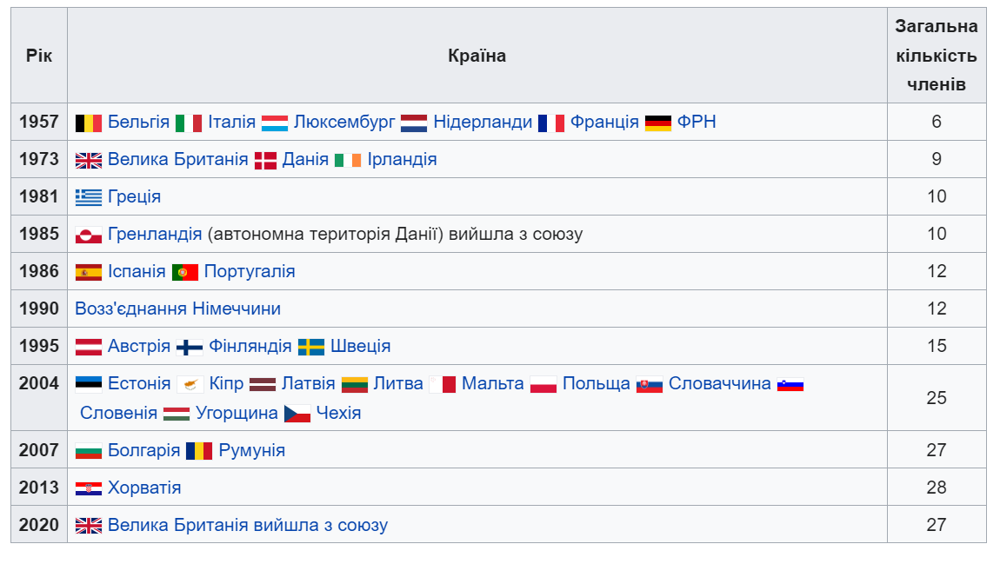 Рік Країна Загальна кількість членів
1957 Бельгія Італія Люксембург Нідерланди Франція ФРН 6
1973 Велика Британія Данія Ірландія 9
1981 Греція 10
1985 Гренландія (автономна територія Данії) вийшла з союзу 10
1986 Іспанія Португалія 12
1990 Возз'єднання Німеччини 12
1995 Австрія Фінляндія Швеція 15
2004 Естонія Кіпр Латвія Литва Мальта Польща Словаччина
Словенія Угорщина Чехія 25
2007 Болгарія Румунія 27
2013 Хорватія 28
2020 Велика Британія вийшла з союзу 27